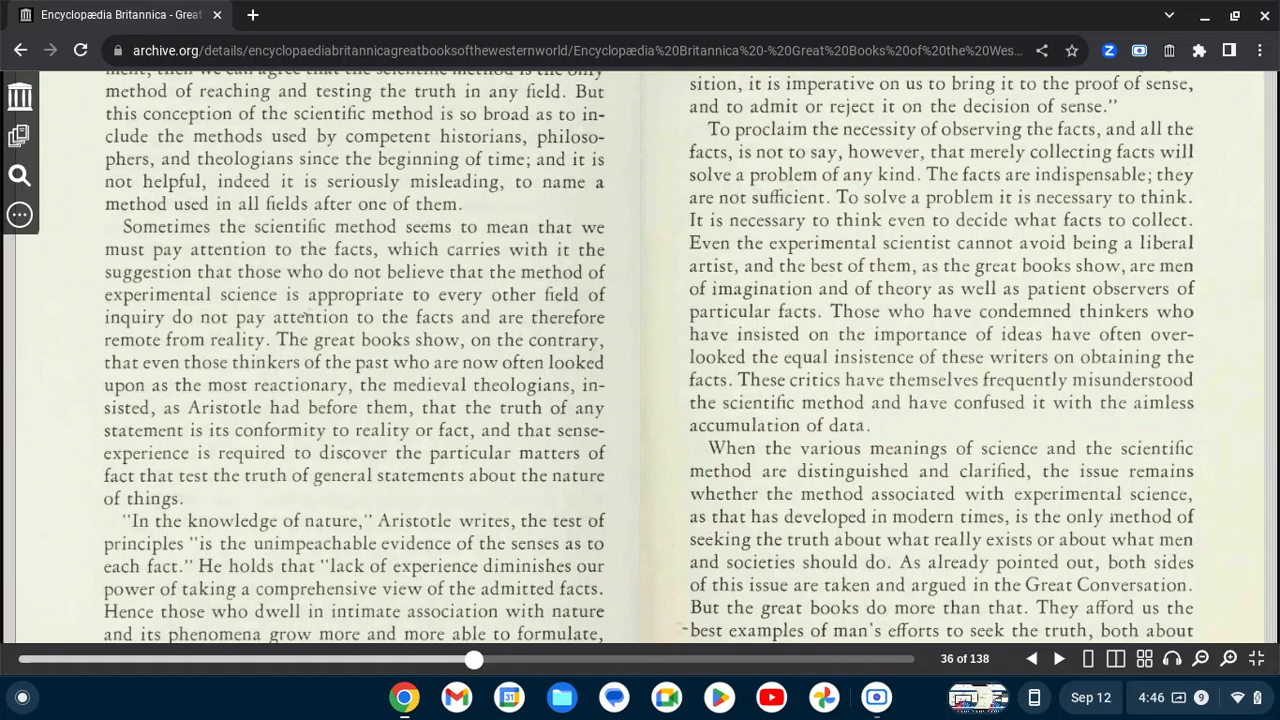 Encyclopædia Britannica - Great
archive.org/details/encyclopaediabritannicagreatbooksofthewesternworld/Encyclopædia%20Britannica%20-%20Great%20Books%20of%20the%20Wes...
ment, then we can agree that the scientific method is the only
method of reaching and testing the truth in any field. But
this conception of the scientific method is so broad as to in-
clude the methods used by competent historians, philoso-
phers, and theologians since the beginning of time; and it is
not helpful, indeed it is seriously misleading, to name a
method used in all fields after one of them.
Sometimes the scientific method seems to mean that we
must pay attention to the facts, which carries with it the
suggestion that those who do not believe that the method of
experimental science is appropriate to every other field of
inquiry do not pay attention to the facts and are therefore
remote from reality. The great books show, on the contrary,
that even those thinkers of the past who are now often looked
upon as the most reactionary, the medieval theologians, in-
sisted, as Aristotle had before them, that the truth of any
statement is its conformity to reality or fact, and that sense-
experience is required to discover the particular matters of
fact that test the truth of general statements about the nature
of things.
"In the knowledge of nature," Aristotle writes, the test of
principles "is the unimpeachable evidence of the senses as to
each fact." He holds that "lack of experience diminishes our
power of taking a comprehensive view of the admitted facts.
Hence those who dwell in intimate association with nature
and its phenomena grow more and more able to formulate,
sition, it is imperative on us to bring it to the proof of sense,
and to admit or reject it on the decision of sense."
To proclaim the necessity of observing the facts, and all the
facts, is not to say, however, that merely collecting facts will
solve a problem of any kind. The facts are indispensable; they
are not sufficient. To solve a problem it is necessary to think.
It is necessary to think even to decide what facts to collect.
Even the experimental scientist cannot avoid being a liberal
artist, and the best of them, as the great books show, are men
of imagination and of theory as well as patient observers of
particular facts. Those who have condemned thinkers who
have insisted on the importance of ideas have often over-
looked the equal insistence of these writers on obtaining the
facts. These critics have themselves frequently misunderstood
the scientific method and have confused it with the aimless
accumulation of data.
When the various meanings of science and the scientific
method are distinguished and clarified, the issue remains
whether the method associated with experimental science,
as that has developed in modern times, is the only method of
seeking the truth about what really exists or about what men
and societies should do. As already pointed out, both sides
of this issue are taken and argued in the Great Conversation.
But the great books do more than that. They afford us the
best examples of man's efforts to seek the truth, both about
36 of 138
Sep 12
4:46
9